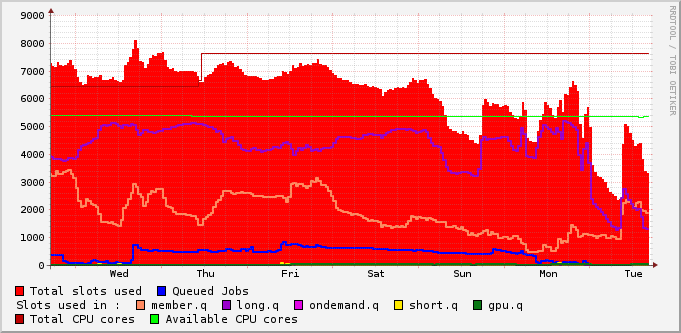 RRDTOOL / TOBI OETIKER
9000
8000
7000
6000
5000
4000
3000
2000
1000
0
Wed Thu Fri Sat Sun Mon Tue
Total slots used Queued Jobs
Slots used in : member.q long.q ondemand.q short.q gpu.q
Total CPU cores Available CPU cores